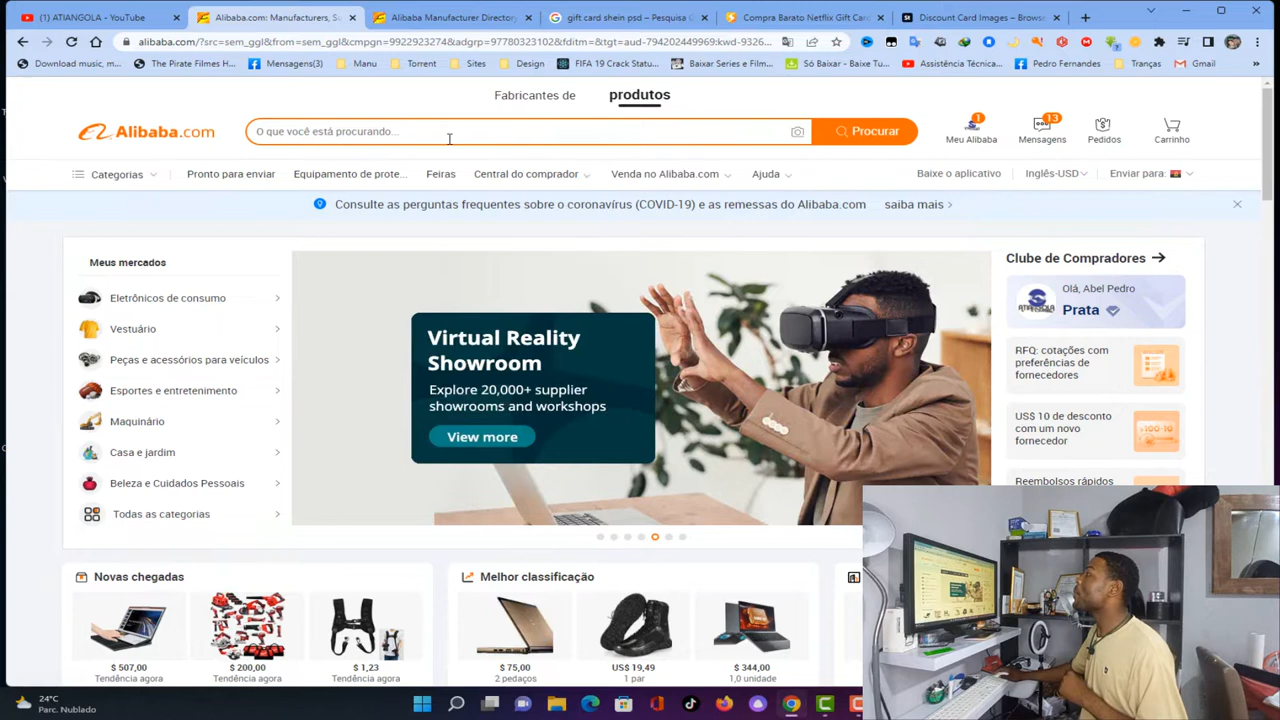 (1) ATIANGOLA - YouTube
Alibaba.com: Manufacturers, Su
Alibaba Manufacturer Directory
gift card shein psd – Pesquisa G
Compra Barato Netflix Gift Card
Discount Card Images – Browse
alibaba.com/?src=sem_ggl&from=sem_ggl&cmpgn=9922923274&adgrp=97780323102&fditm=&tgt=aud-794202449969:kwd-9326...
Download music, m...
The Pirate Filmes H...
Mensagens(3)
Manu
Torrent
Sites
Design
FIFA 19 Crack Statu...
Baixar Series e Film...
Só Baixar - Baixe Tu...
Assistência Técnica...
Pedro Fernandes
Tranças
Gmail
Fabricantes de
produtos
Alibaba.com
O que você está procurando...
Procurar
1
Meu Alibaba
13
Mensagens
Pedidos
Carrinho
Categorias
Pronto para enviar
Equipamento de prote...
Feiras
Central do comprador
Venda no Alibaba.com
Ajuda
Baixe o aplicativo
Inglês-USD
Enviar para:
Consulte as perguntas frequentes sobre o coronavírus (COVID-19) e as remessas do Alibaba.com
saiba mais >
Meus mercados
Eletrônicos de consumo
Vestuário
Peças e acessórios para veículos
Esportes e entretenimento
Maquinário
Casa e jardim
Beleza e Cuidados Pessoais
Todas as categorias
Virtual Reality
Showroom
Explore 20,000+ supplier
showrooms and workshops
View more
Clube de Compradores
Olá, Abel Pedro
Prata
RFQ: cotações com
preferências de
fornecedores
US$ 10 de desconto
com um novo
fornecedor
Reembolsos rápidos
Novas chegadas
$ 507,00
Tendência agora
$ 200,00
Tendência agora
$ 1,23
Tendência agora
Melhor classificação
$ 75,00
2 pedaços
US$ 19,49
1 par
$ 344,00
1,0 unidade
24°C
Parc. Nublado